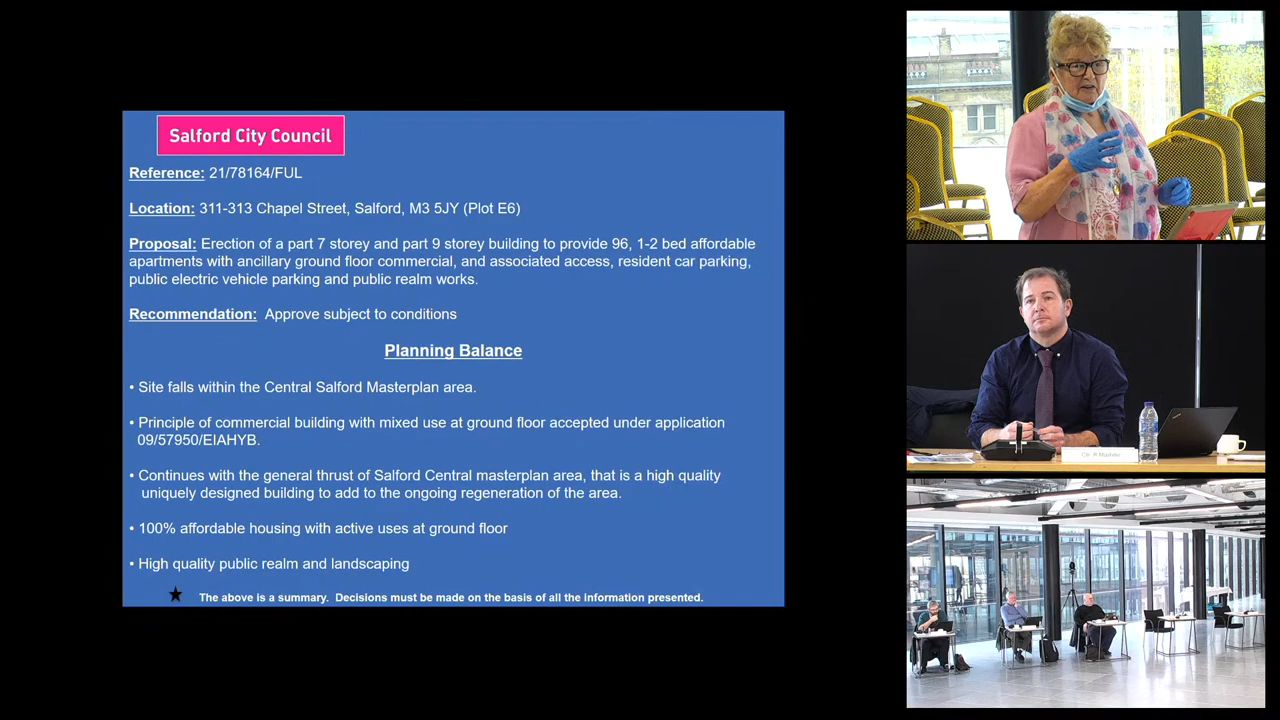 Salford City Council
Reference: 21/78164/FUL
Location: 311-313 Chapel Street, Salford, M3 5JY (Plot E6)
Proposal: Erection of a part 7 storey and part 9 storey building to provide 96, 1-2 bed affordable
apartments with ancillary ground floor commercial, and associated access, resident car parking,
public electric vehicle parking and public realm works.
Recommendation: Approve subject to conditions
Planning Balance
• Site falls within the Central Salford Masterplan area.
• Principle of commercial building with mixed use at ground floor accepted under application
09/57950/EIAHYB.
• Continues with the general thrust of Salford Central masterplan area, that is a high quality
uniquely designed building to add to the ongoing regeneration of the area.
• 100% affordable housing with active uses at ground floor
• High quality public realm and landscaping
★ The above is a summary. Decisions must be made on the basis of all the information presented.